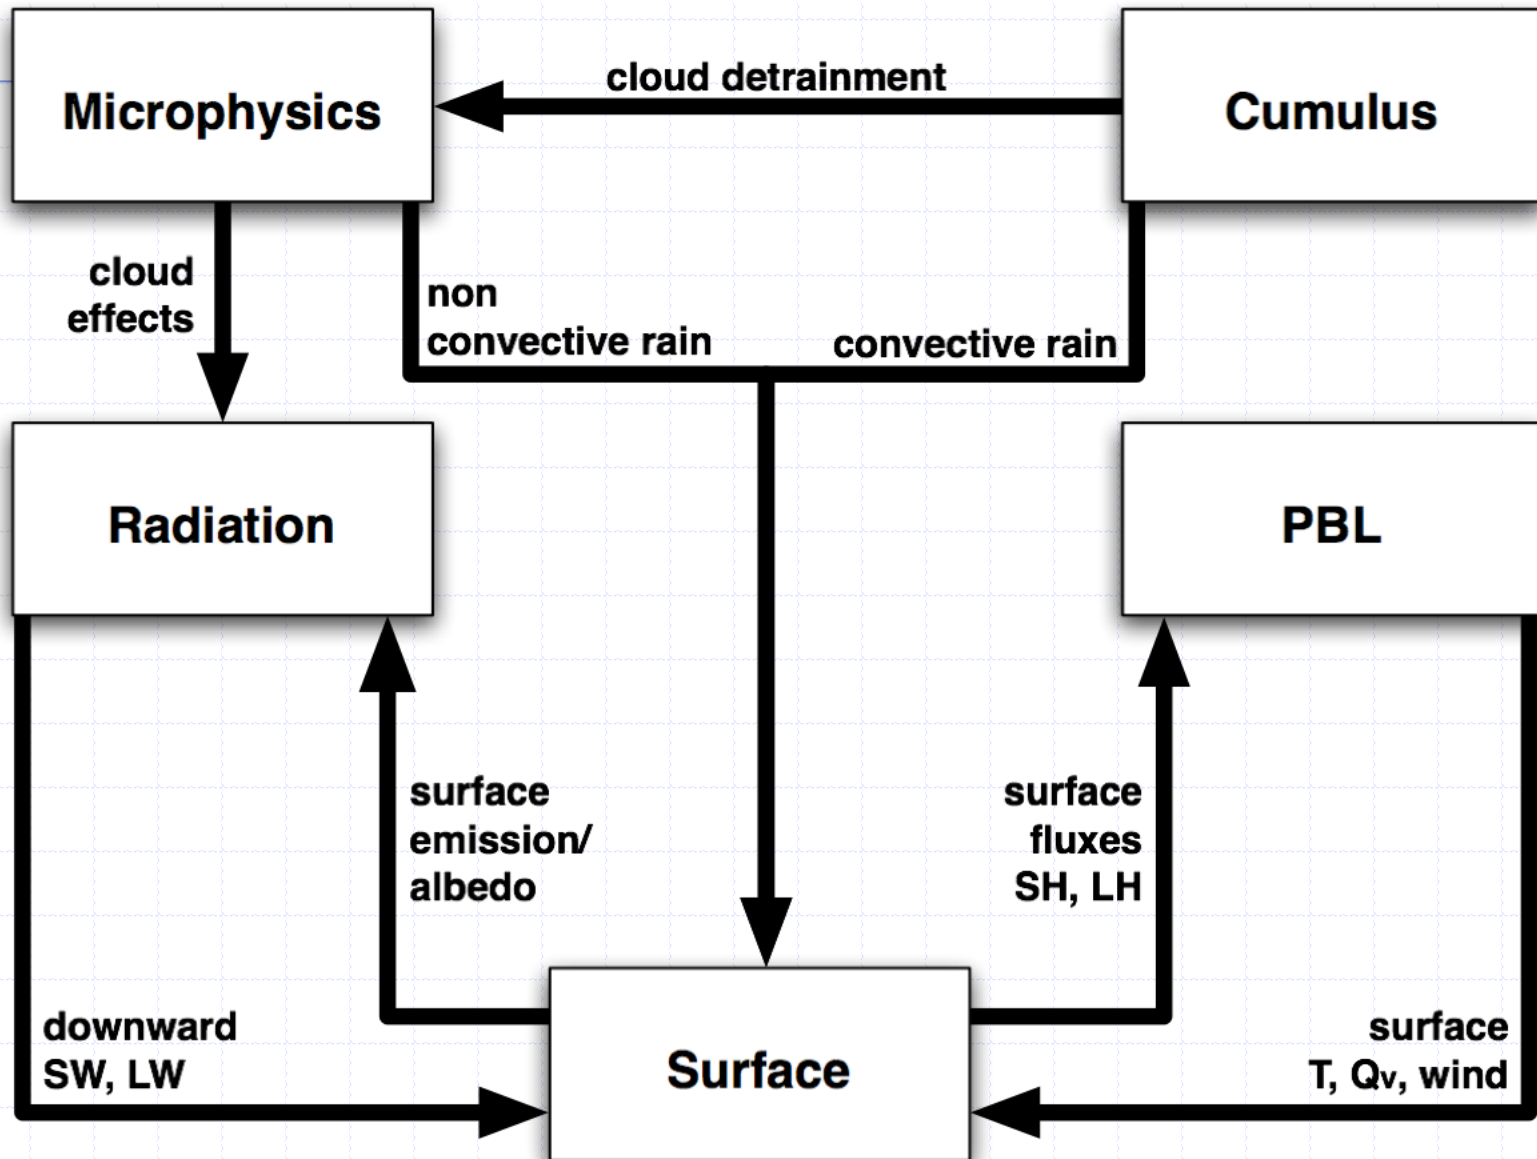 Microphysics
cloud detrainment
Cumulus
cloud
effects
non
convective rain
convective rain
Radiation
PBL
surface
emission/
albedo
surface
fluxes
SH, LH
downward
SW, LW
Surface
surface
T, Qv, wind